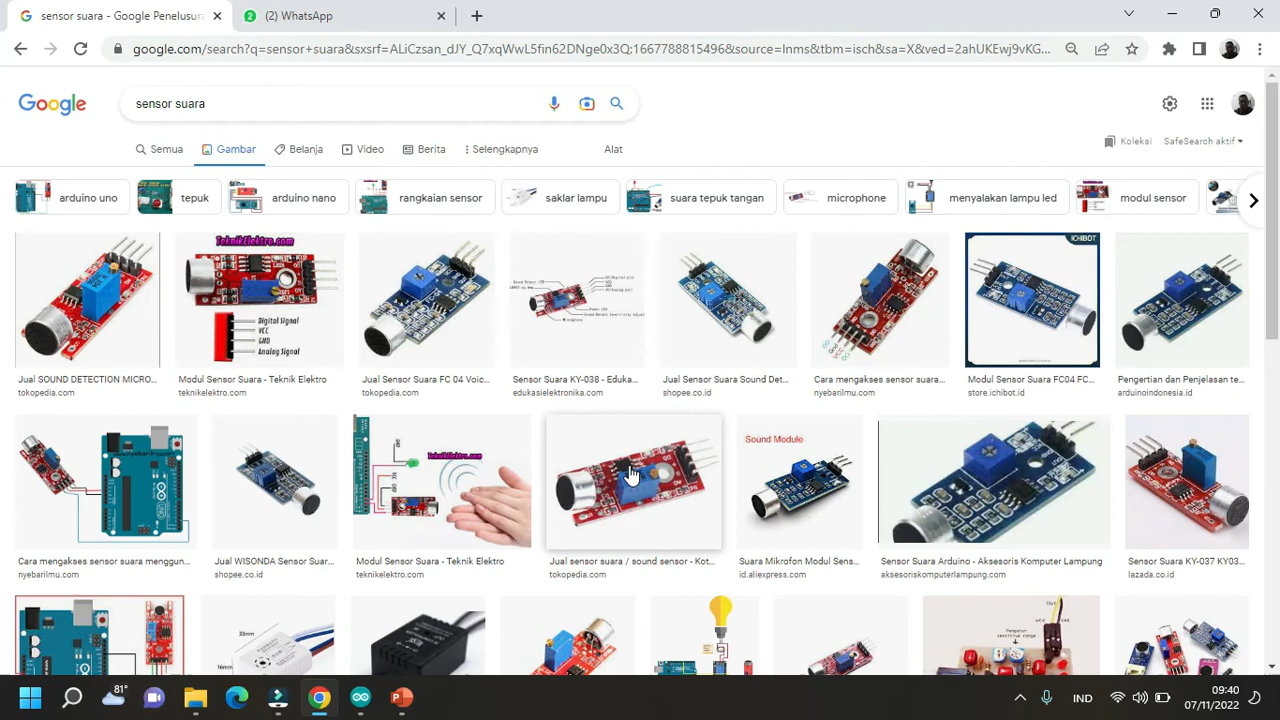 sensor suara - Google Penelusura
WhatsApp
google.com/search?q=sensor+suara&sxsrf=ALiCzsan_dJY_Q7xqWwL5fin62DNge0x3Q:1667788815496&source=lnms&tbm=isch&sa=X&ved=2ahUKEwj9vKG...
Google
sensor suara
Semua
Gambar
Belanja
Video
Berita
Selengkapnya
Alat
Koleksi
SafeSearch aktif
arduino uno
tepuk
arduino nano
rangkaian sensor
saklar lampu
suara tepuk tangan
microphone
menyalakan lampu led
modul sensor
TeknikElektro.com
Digital Signal
VCC
GND
Analog Signal
ICHIBOT
Jual SOUND DETECTION MICRO...
tokopedia.com
Modul Sensor Suara - Teknik Elektro
teknikelektro.com
Jual Sensor Suara FC 04 Voic...
tokopedia.com
Sensor Suara KY-038 - Eduka...
edukasielektronika.com
Jual Sensor Suara Sound Det...
shopee.co.id
Cara mengakses sensor suara...
nyebarilmu.com
Modul Sensor Suara FC04 FC...
store.ichibot.id
Pengertian dan Penjelasan te...
arduinoindonesia.id
TeknikElektro.com
Sound Module
Cara mengakses sensor suara menggun...
nyebarilmu.com
Jual WISONDA Sensor Suar...
shopee.co.id
Modul Sensor Suara - Teknik Elektro
teknikelektro.com
Jual sensor suara / sound sensor - Kot...
tokopedia.com
Suara Mikrofon Modul Sens...
id.aliexpress.com
Sensor Suara Arduino - Aksesoris Komputer Lampung
aksesoriskomputerlampung.com
Sensor Suara KY-037 KY03...
lazada.co.id
33mm
16mm
Out
VCC
Pengatur
sensitive range
81°
IND
09:40
07/11/2022